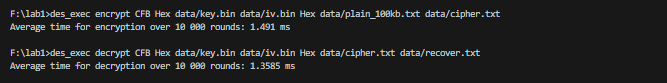 F:\lab1>des_exec encrypt CFB Hex data/key.bin data/iv.bin Hex data/plain_100kb.txt data/cipher.txt
Average time for encryption over 10 000 rounds: 1.491 ms
F:\lab1>des_exec decrypt CFB Hex data/key.bin data/iv.bin Hex data/cipher.txt data/recover.txt
Average time for decryption over 10 000 rounds: 1.3585 ms